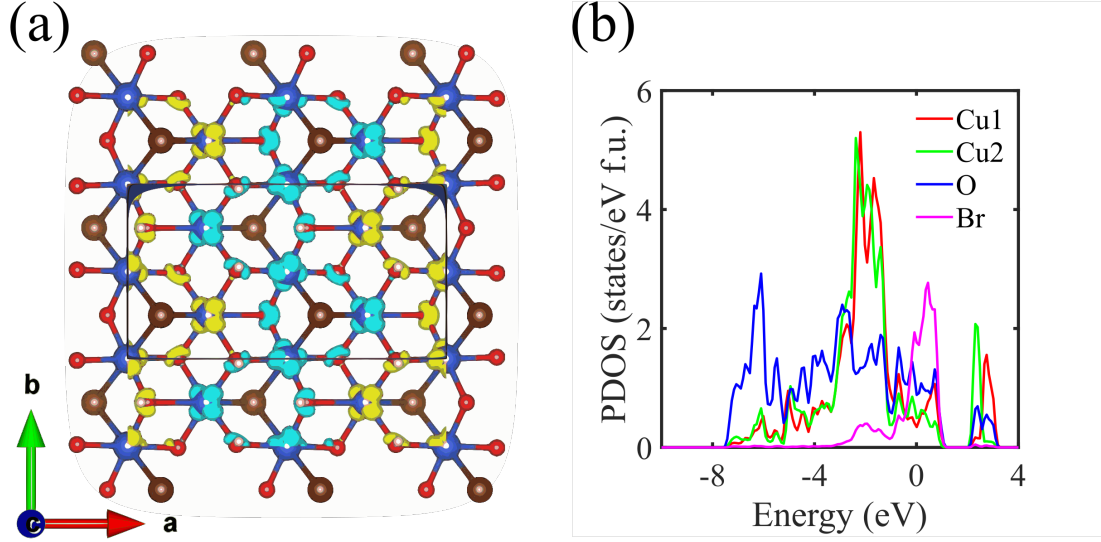 (a)
b
c
a
(b)
PDOS (states/eV f.u.)
6
4
2
0
Cu1
Cu2
O
Br
-8
-4
0
4
Energy (eV)